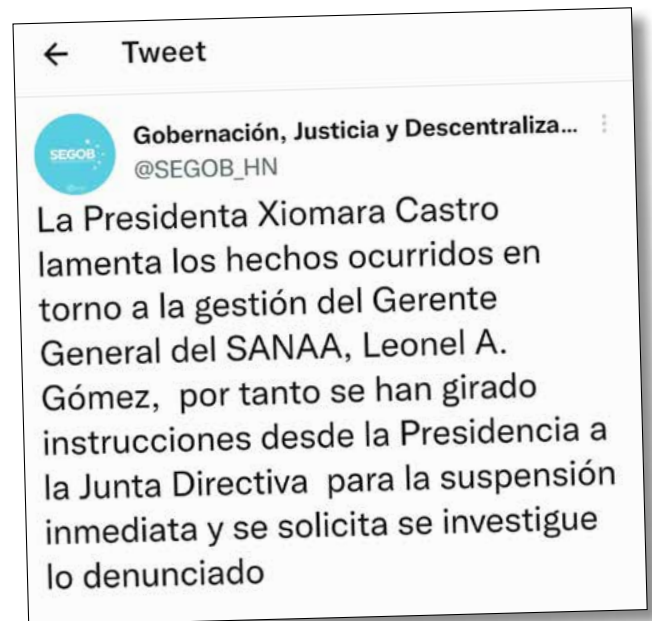 ← Tweet
SEGOB
Gobernación, Justicia y Descentraliza...
@SEGOB_HN
La Presidenta Xiomara Castro
lamenta los hechos ocurridos en
torno a la gestión del Gerente
General del SANAA, Leonel A.
Gómez,  por tanto se han girado
instrucciones desde la Presidencia a
la Junta Directiva  para la suspensión
inmediata y se solicita se investigue
lo denunciado